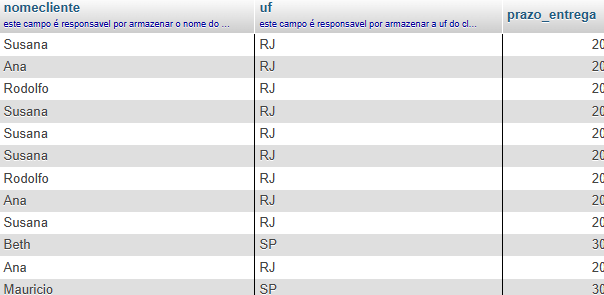 nomecliente uf prazo_entrega
este campo é responsavel por armazenar o nome do ... este campo é responsavel por armazenar a uf do cl...
Susana RJ 20
Ana RJ 20
Rodolfo RJ 20
Susana RJ 20
Susana RJ 20
Susana RJ 20
Rodolfo RJ 20
Ana RJ 20
Susana RJ 20
Beth SP 30
Ana RJ 20
Mauricio SP 30